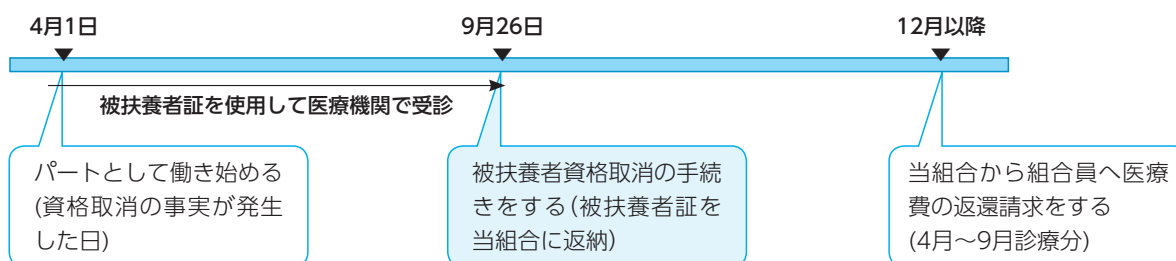 4月1日
9月26日
12月以降
被扶養者証を使用して医療機関で受診
パートとして働き始める
(資格取消の事実が発生
した日)
被扶養者資格取消の手続
きをする(被扶養者証を
当組合に返納)
当組合から組合員へ医療
費の返還請求をする
(4月〜9月診療分)